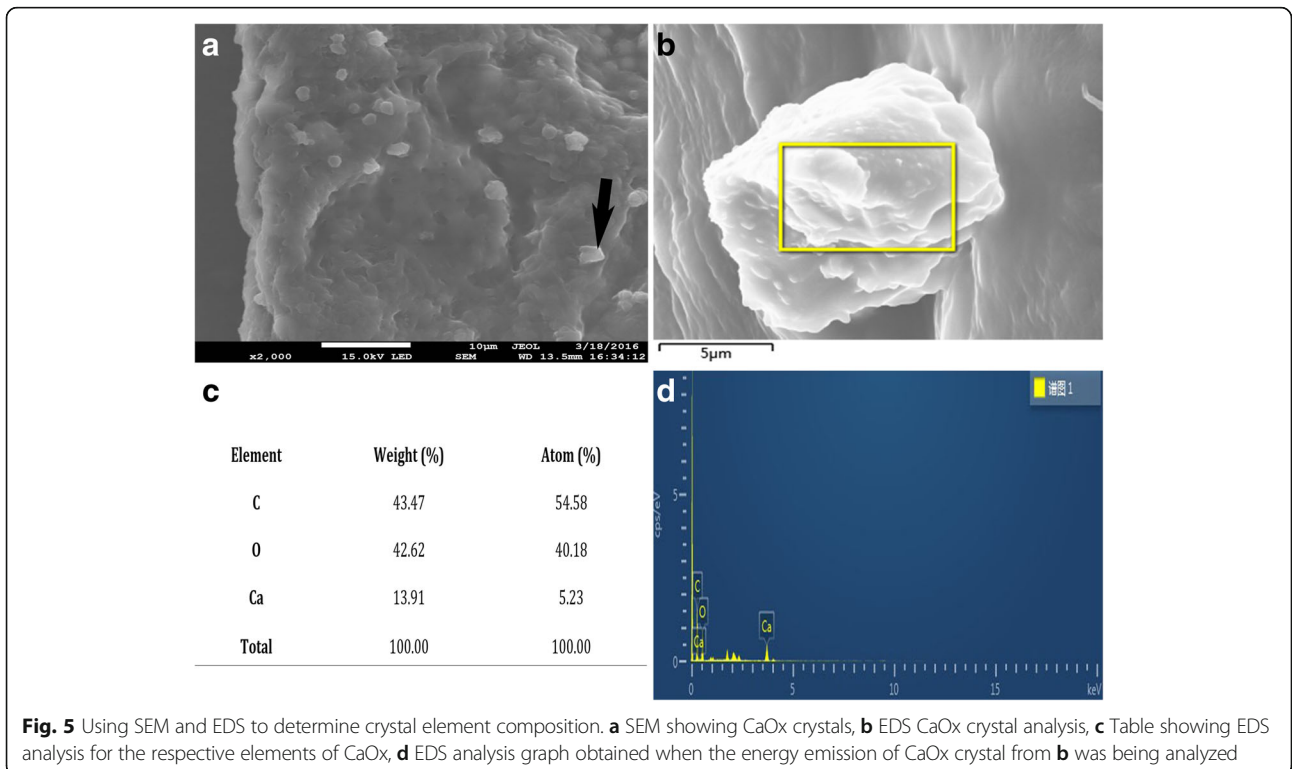 a
10µm JEOL 3/18/2016
x2,000 15.0kV LED SEM WD 13.5mm 16:34:12
b
5µm
c
Element Weight (%) Atom (%)
C 43.47 54.58
O 42.62 40.18
Ca 13.91 5.23
Total 100.00 100.00
d
1
5
cps/eV
C
O
Ca
Ca
0
0 5 10 15 keV
Fig. 5 Using SEM and EDS to determine crystal element composition. a SEM showing CaOx crystals, b EDS CaOx crystal analysis, c Table showing EDS
analysis for the respective elements of CaOx, d EDS analysis graph obtained when the energy emission of CaOx crystal from b was being analyzed